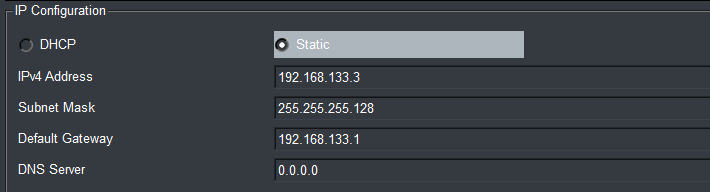 IP Configuration
DHCP Static
IPv4 Address 192.168.133.3
Subnet Mask 255.255.255.128
Default Gateway 192.168.133.1
DNS Server 0.0.0.0